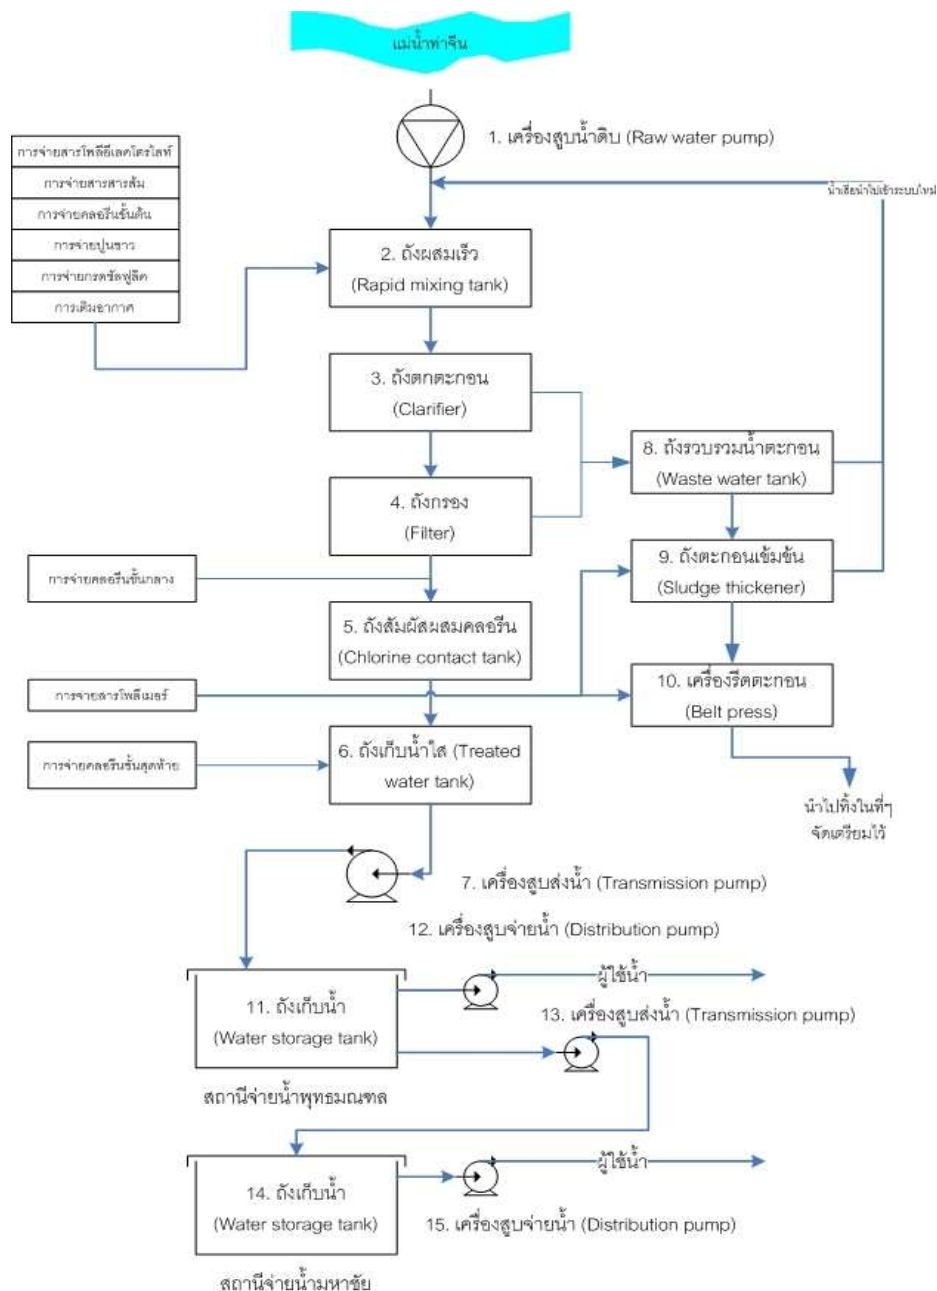 แม่น้ำท่าจีน
1. เครื่องสูบน้ำดิบ (Raw water pump)
การจ่ายสารโพลีอีเลคโตรไลท์
การจ่ายสารสารส้ม
การจ่ายคลอรีนขั้นต้น
การจ่ายปูนขาว
การจ่ายกรดซัลฟูลิค
การเติมอากาศ
น้ำเสียนำไปเข้าระบบใหม่
2. ถังผสมเร็ว
(Rapid mixing tank)
3. ถังตกตะกอน
(Clarifier)
8. ถังรวบรวมน้ำตะกอน
(Waste water tank)
4. ถังกรอง
(Filter)
9. ถังตะกอนเข้มข้น
(Sludge thickener)
การจ่ายคลอรีนขั้นกลาง
5. ถังสัมผัสผสมคลอรีน
(Chlorine contact tank)
การจ่ายสารโพลีเมอร์
10. เครื่องรีดตะกอน
(Belt press)
การจ่ายคลอรีนขั้นสุดท้าย
6. ถังเก็บน้ำใส (Treated
water tank)
นำไปทิ้งในที่ๆ
จัดเตรียมไว้
7. เครื่องสูบส่งน้ำ (Transmission pump)
12. เครื่องสูบจ่ายน้ำ (Distribution pump)
ผู้ใช้น้ำ
11. ถังเก็บน้ำ
(Water storage tank)
13. เครื่องสูบส่งน้ำ (Transmission pump)
สถานีจ่ายน้ำพุทธมณฑล
ผู้ใช้น้ำ
14. ถังเก็บน้ำ
(Water storage tank)
15. เครื่องสูบจ่ายน้ำ (Distribution pump)
สถานีจ่ายน้ำมหาชัย